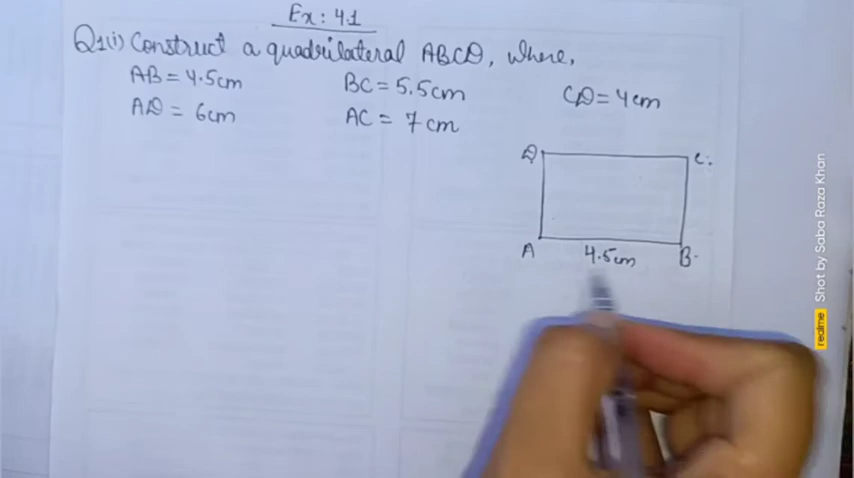 Ex: 4.1
Q1(i) Construct a quadrilateral ABCD, where,
AB = 4.5cm BC = 5.5cm CD = 4cm
AD = 6cm AC = 7cm
D C.
A 4.5cm B.
realme Shot by Saba Raza Khan